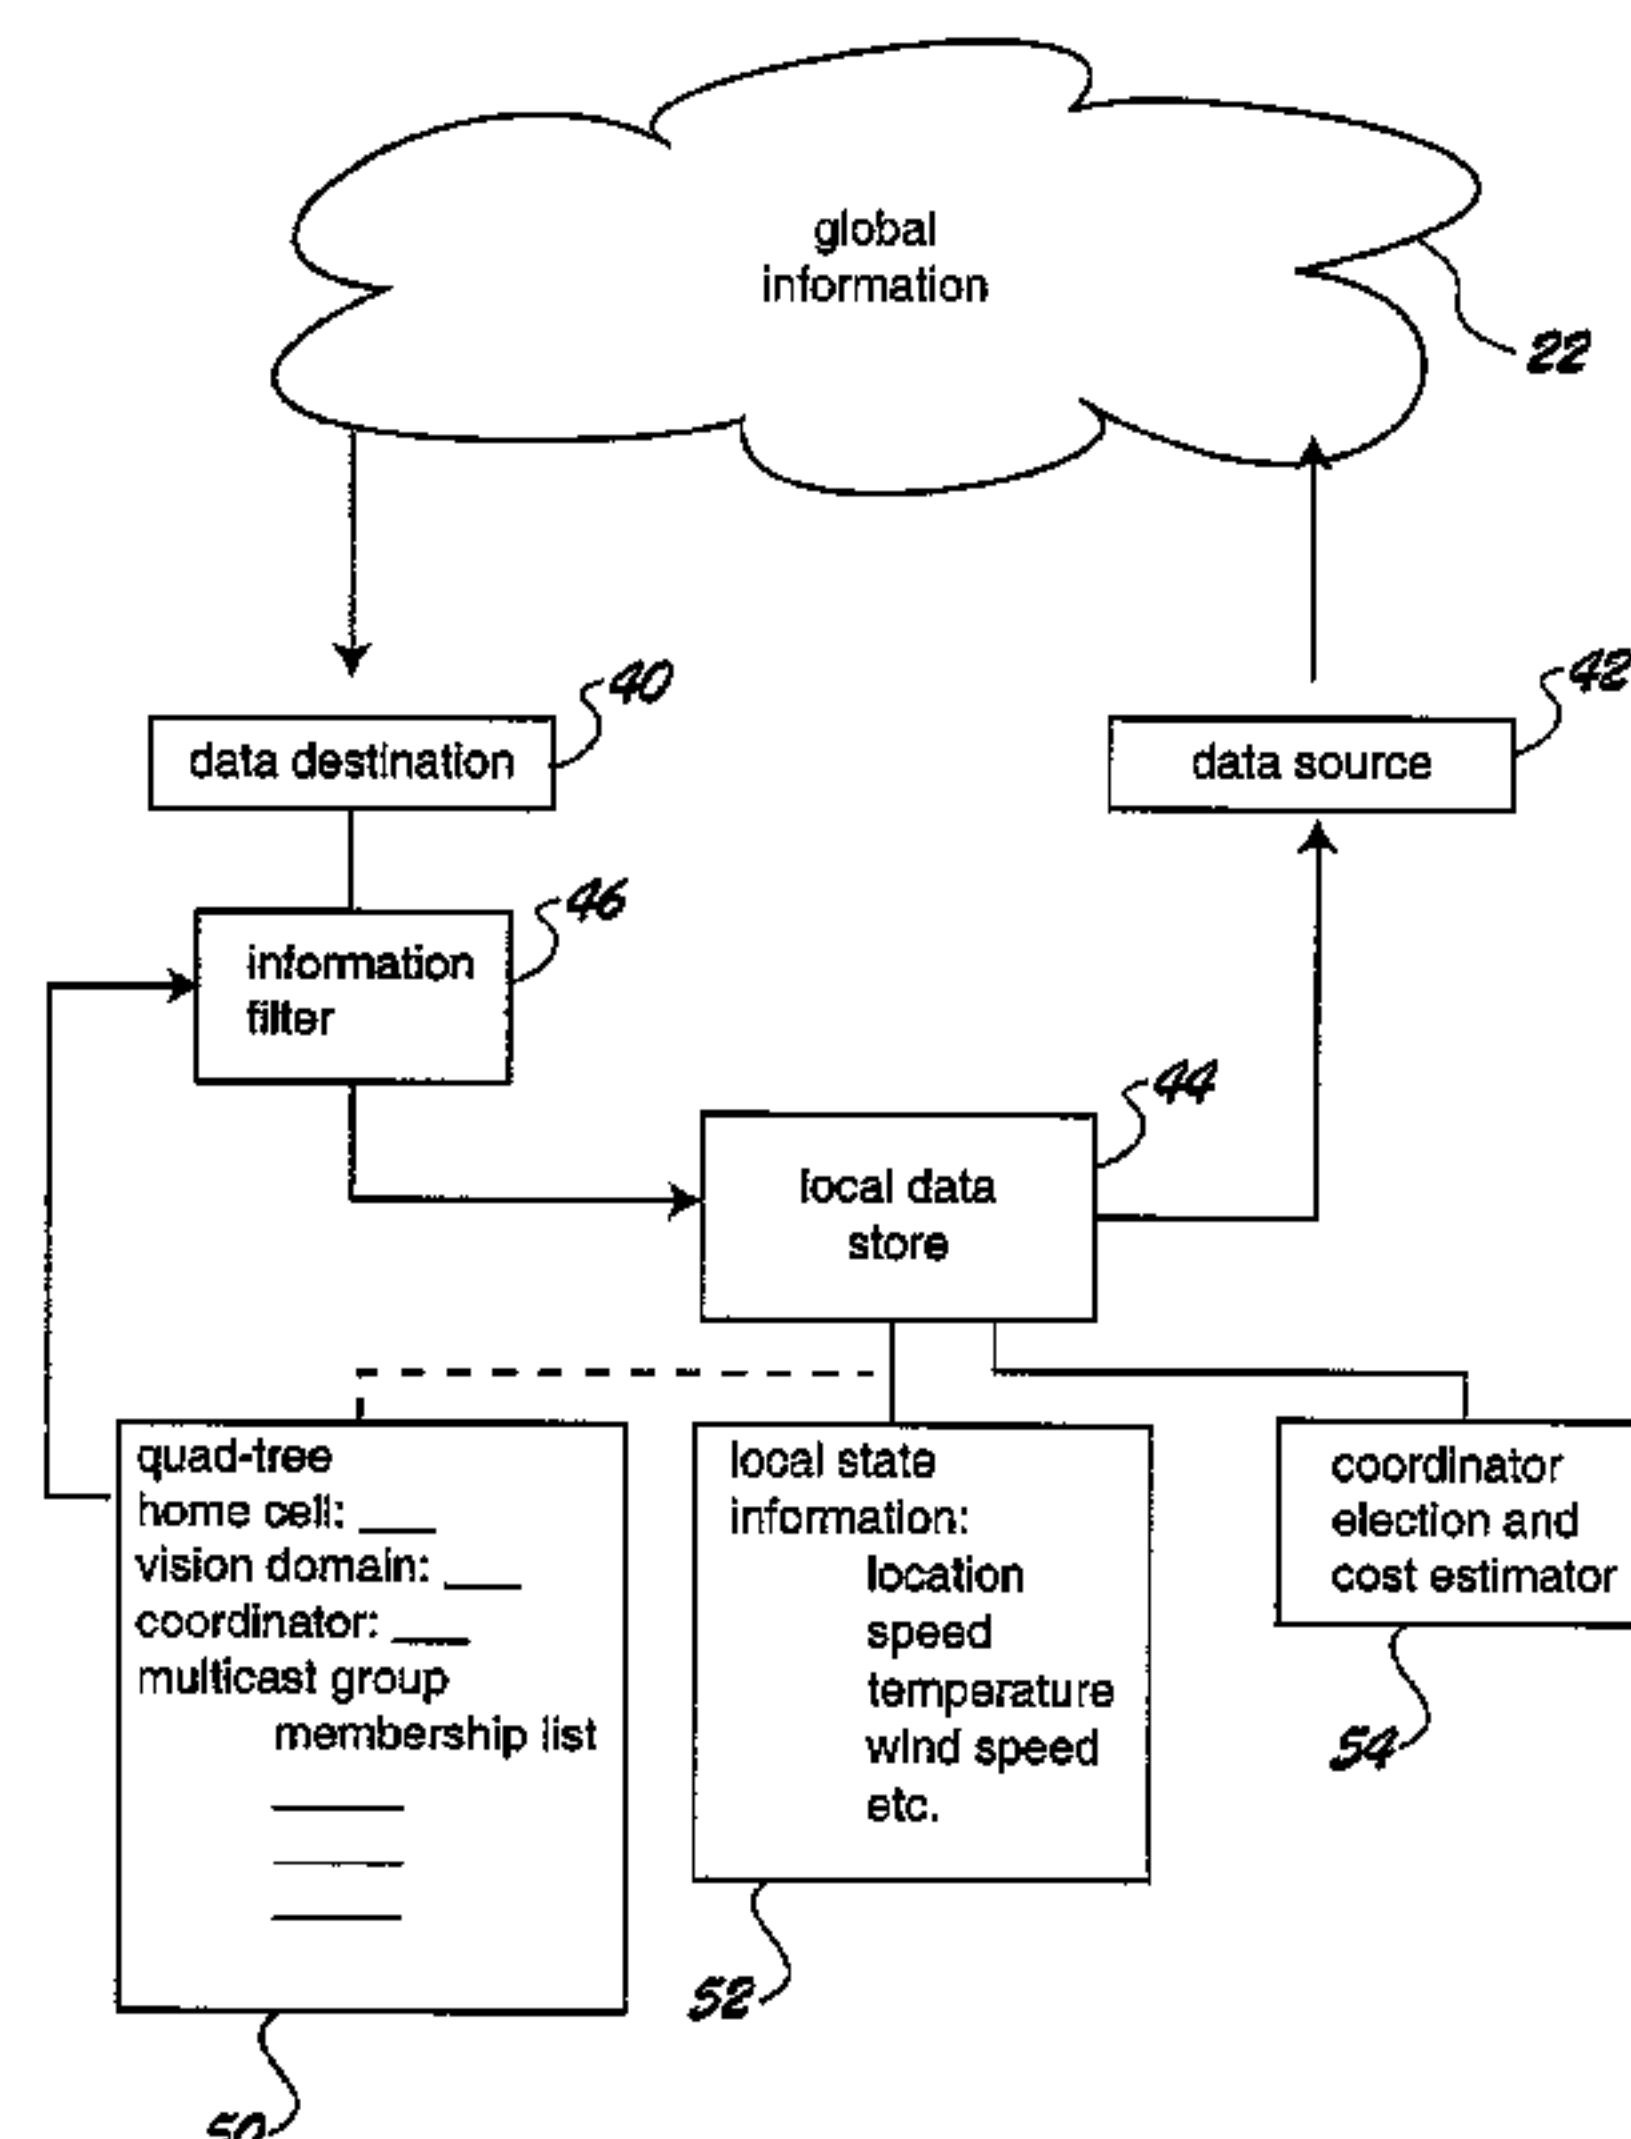 global
information
22
40
42
data destination
data source
46
information
filter
44
local data
store
quad-tree
home cell: ___
vision domain: ___
coordinator: ___
multicast group
membership list
local state
information:
location
speed
temperature
wind speed
etc.
coordinator
election and
cost estimator
54
52
50